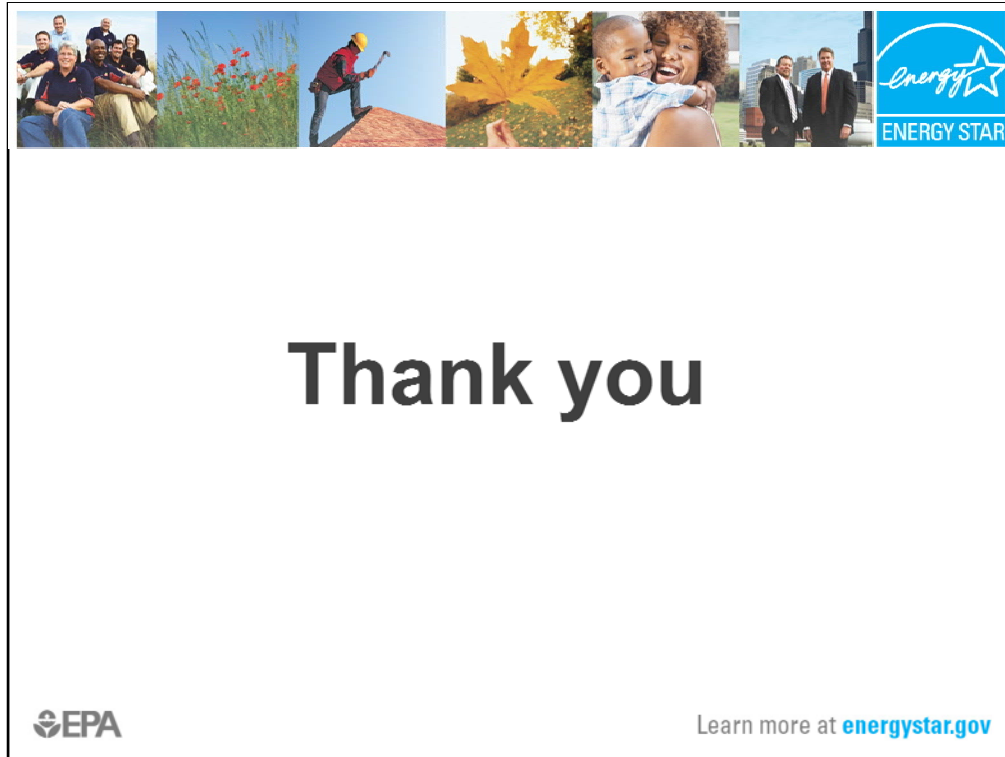 energy
ENERGY STAR
Thank you
EPA
Learn more at energystar.gov